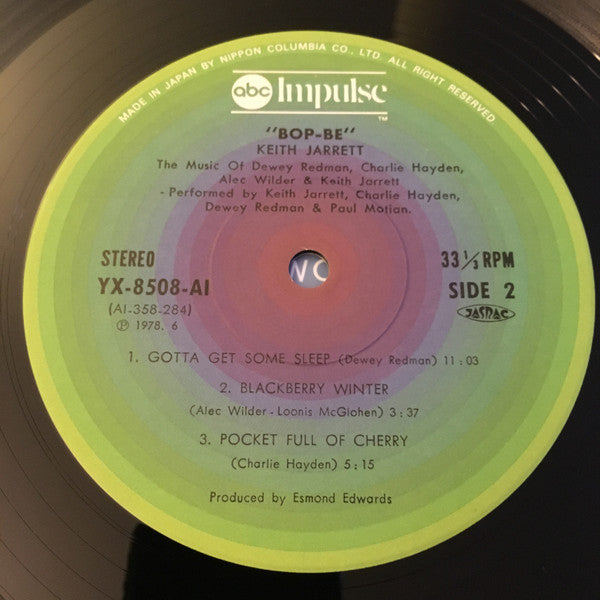 MADE IN JAPAN BY NIPPON COLUMBIA CO., LTD. ALL RIGHT RESERVED.
abc Impulse
TM
"BOP-BE"
KEITH JARRETT
The Music Of Dewey Redman, Charlie Hayden,
Alec Wilder & Keith Jarrett
- Performed by Keith Jarrett, Charlie Hayden,
Dewey Redman & Paul Motian.
STEREO
33 1/3 RPM
YX-8508-AI
SIDE 2
(AI-358-284)
JASRAC
Ⓟ 1978. 6
1. GOTTA GET SOME SLEEP (Dewey Redman) 11:03
2. BLACKBERRY WINTER
(Alec Wilder - Loonis McGlohen) 3:37
3. POCKET FULL OF CHERRY
(Charlie Hayden) 5:15
Produced by Esmond Edwards